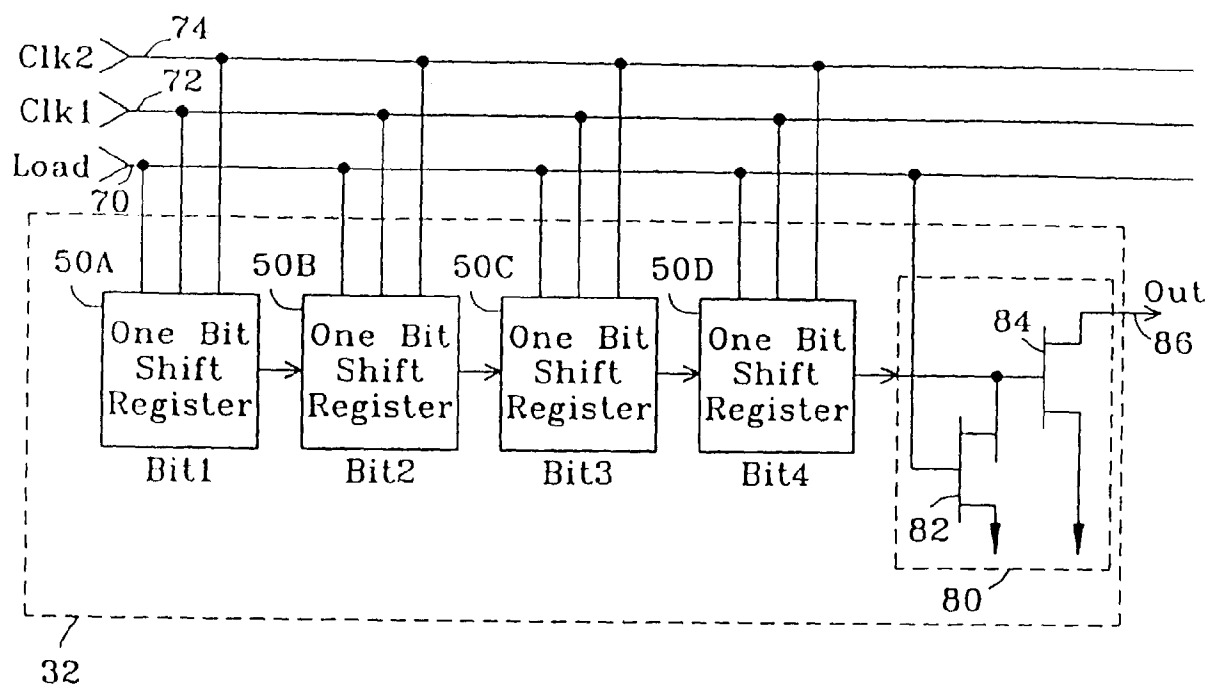 74
Clk2
72
Clk1
Load
70
50A
50B
50C
50D
One Bit
Shift
Register
One Bit
Shift
Register
One Bit
Shift
Register
One Bit
Shift
Register
Bit1
Bit2
Bit3
Bit4
84
Out
86
82
80
32